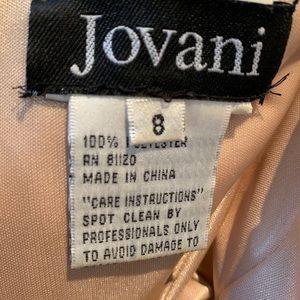 Jovani
8
100% POLYESTER
RN 81120
MADE IN CHINA
"CARE INSTRUCTIONS"
SPOT CLEAN BY
PROFESSIONALS ONLY
TO AVOID DAMAGE TO